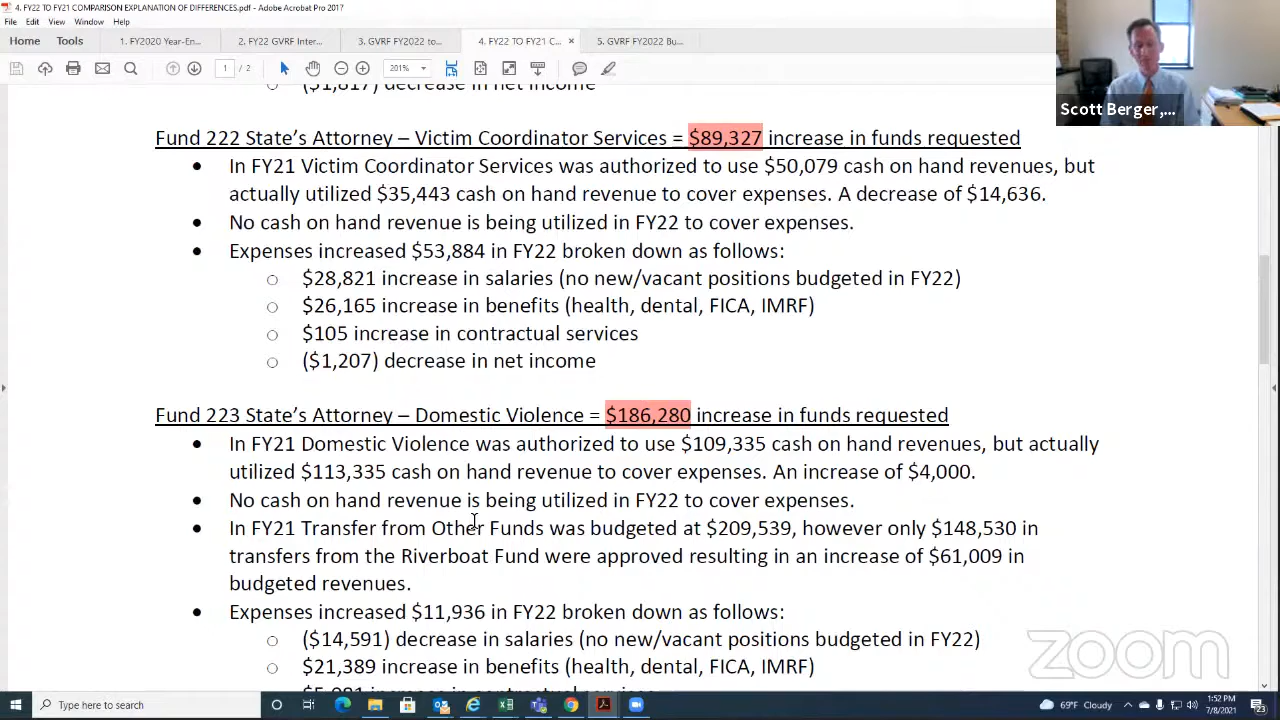 4. FY22 TO FY21 COMPARISON EXPLANATION OF DIFFERENCES.pdf - Adobe Acrobat Pro 2017
File Edit View Window Help
Home Tools 1. FY2020 Year-En... 2. FY22 GVRF Inter... 3. GVRF FY2022 to... 4. FY22 TO FY21 C... × 5. GVRF FY2022 Bu...
1 / 2 201%
Scott Berger,...
○ ($1,817) decrease in net income
Fund 222 State’s Attorney – Victim Coordinator Services = $89,327 increase in funds requested
• In FY21 Victim Coordinator Services was authorized to use $50,079 cash on hand revenues, but
actually utilized $35,443 cash on hand revenue to cover expenses. A decrease of $14,636.
• No cash on hand revenue is being utilized in FY22 to cover expenses.
• Expenses increased $53,884 in FY22 broken down as follows:
○ $28,821 increase in salaries (no new/vacant positions budgeted in FY22)
○ $26,165 increase in benefits (health, dental, FICA, IMRF)
○ $105 increase in contractual services
○ ($1,207) decrease in net income
Fund 223 State’s Attorney – Domestic Violence = $186,280 increase in funds requested
• In FY21 Domestic Violence was authorized to use $109,335 cash on hand revenues, but actually
utilized $113,335 cash on hand revenue to cover expenses. An increase of $4,000.
• No cash on hand revenue is being utilized in FY22 to cover expenses.
• In FY21 Transfer from Other Funds was budgeted at $209,539, however only $148,530 in
transfers from the Riverboat Fund were approved resulting in an increase of $61,009 in
budgeted revenues.
• Expenses increased $11,936 in FY22 broken down as follows:
○ ($14,591) decrease in salaries (no new/vacant positions budgeted in FY22)
○ $21,389 increase in benefits (health, dental, FICA, IMRF)
increase in contractual services
zoom
Type here to search
69°F Cloudy
1:52 PM
7/8/2021
23